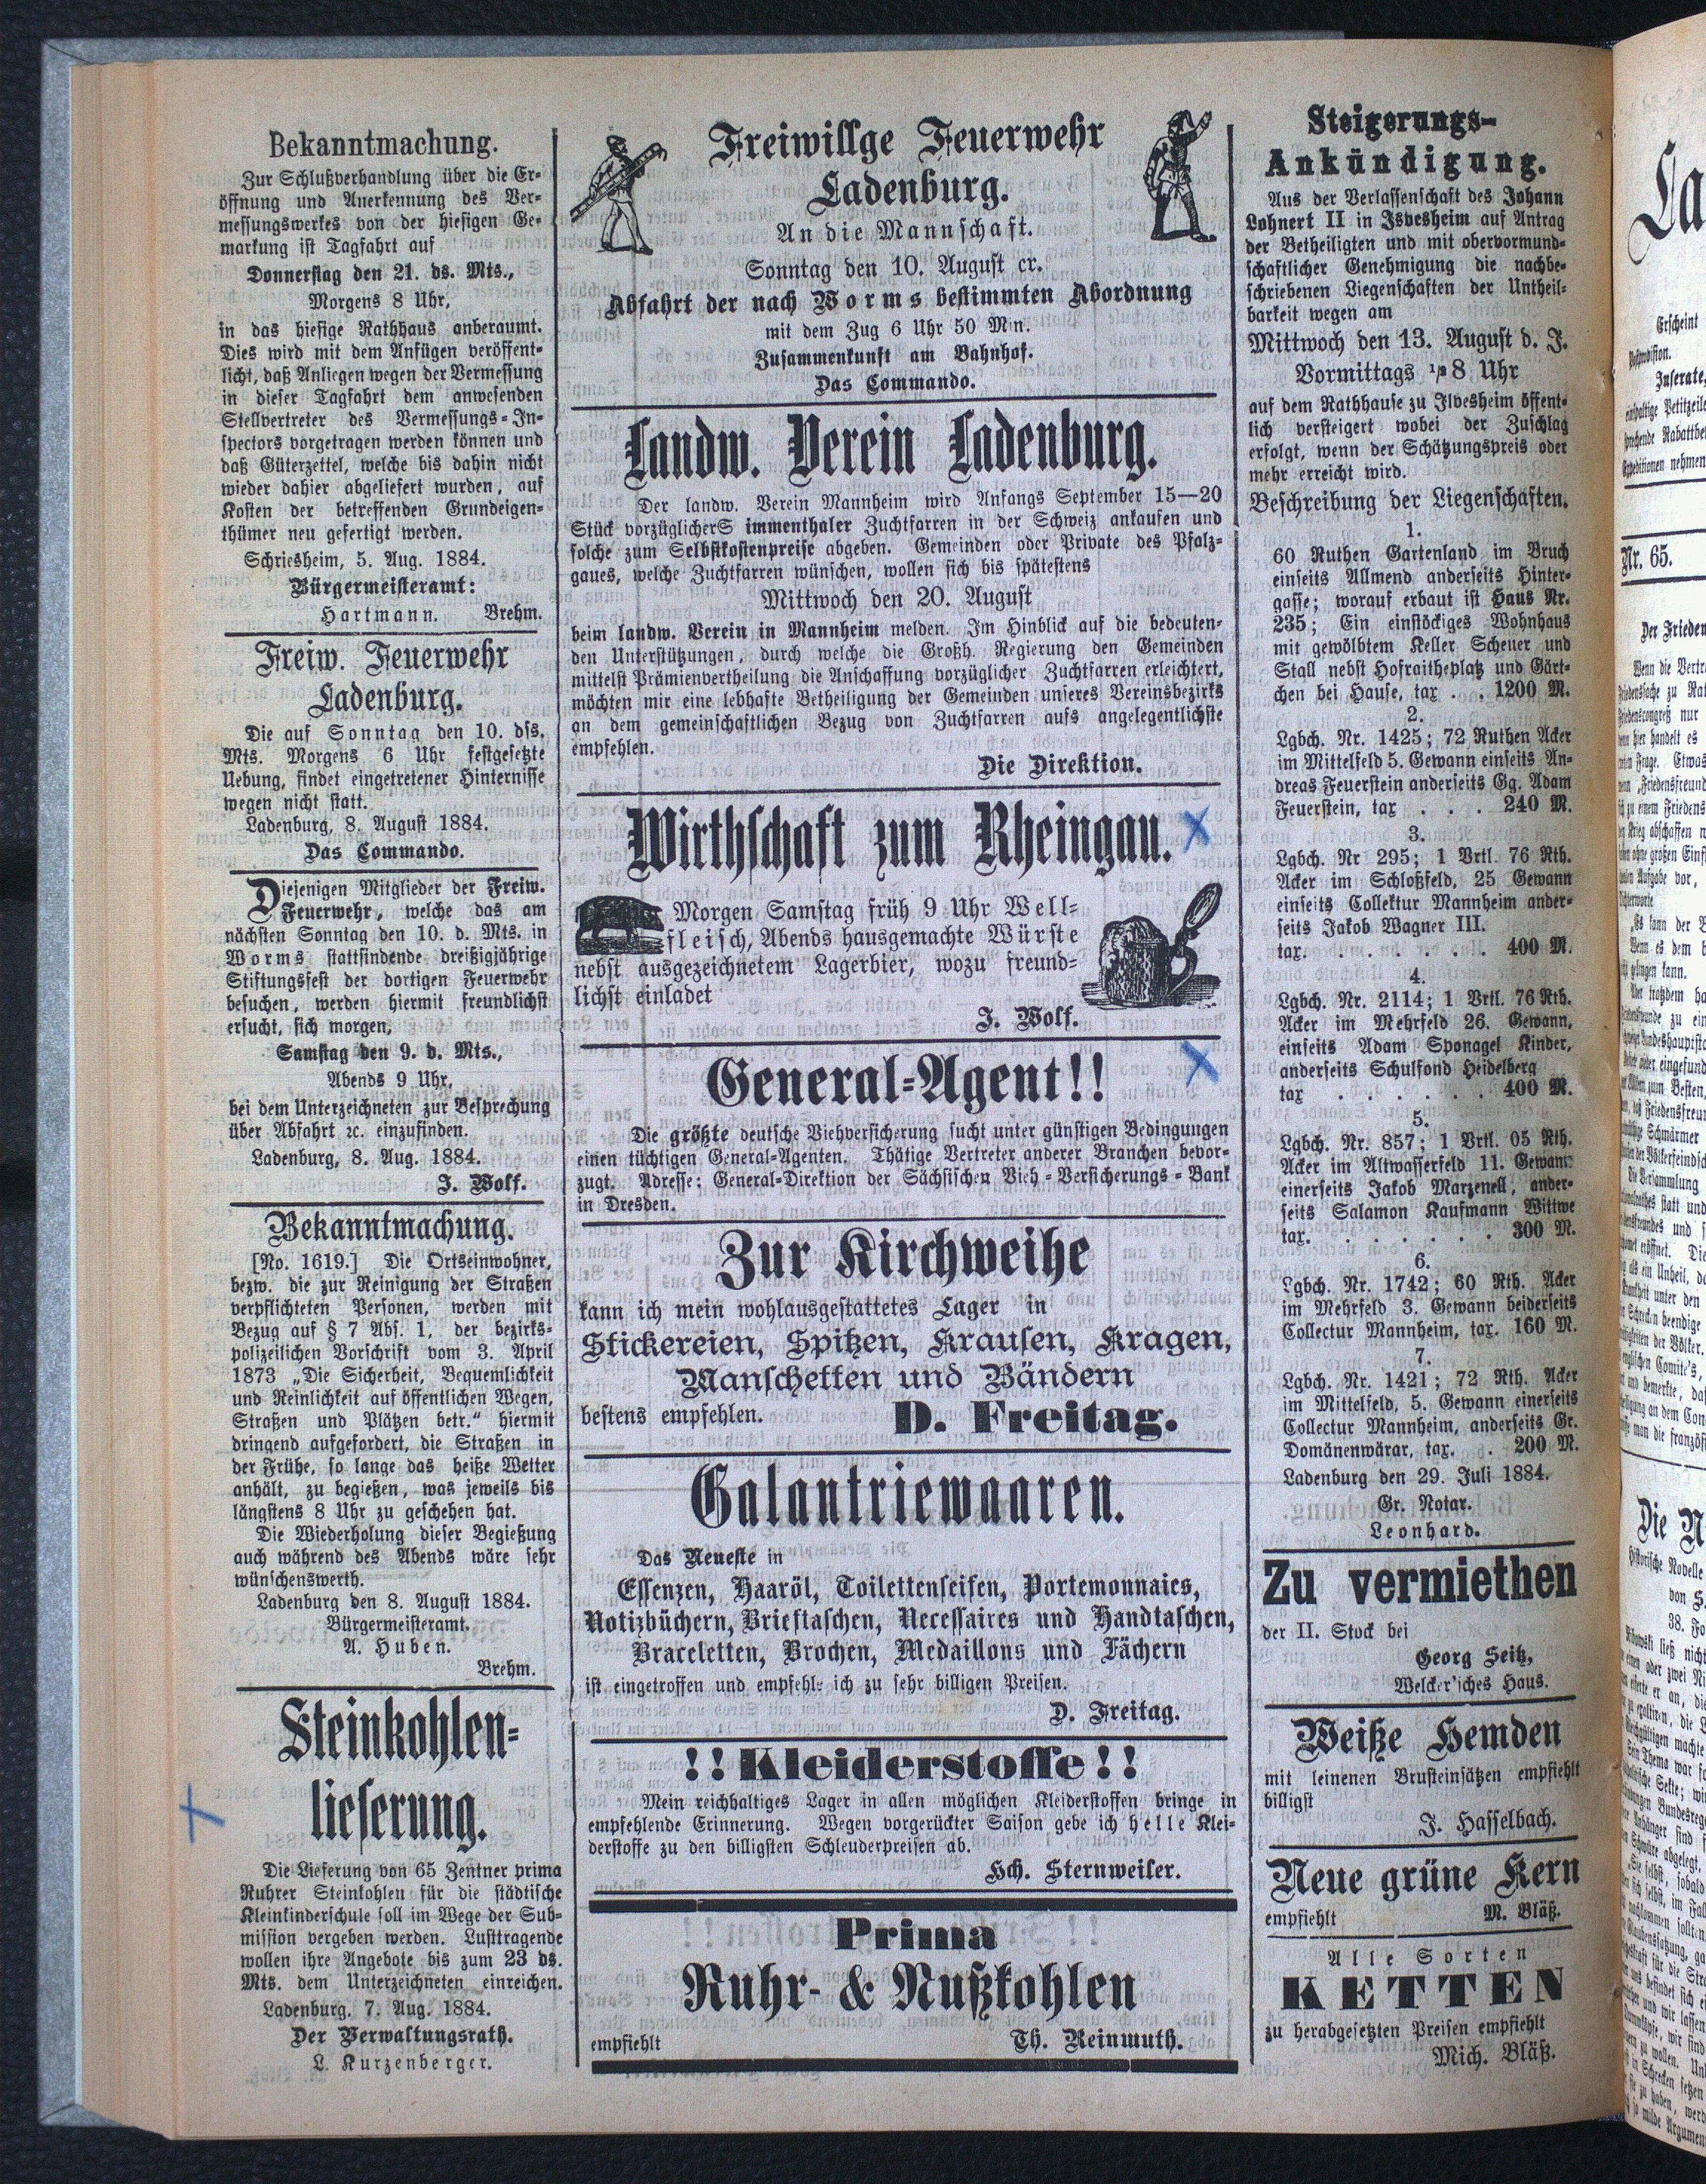 Bekanntmachung.
Zur Schlußverhandlung über die Er-
öffnung und Anerkennung des Ver-
messungswerkes von der hiesigen Ge-
markung ist Tagfahrt auf
Donnerstag den 21. ds. Mts.,
Morgens 8 Uhr,
in das hiesige Rathhaus anberaumt.
Dies wird mit dem Anfügen veröffent-
licht, daß Anliegen wegen der Vermessung
in dieser Tagfahrt dem anwesenden
Stellvertreter des Vermessungs-In-
spectors vorgetragen werden können und
daß Güterzettel, welche bis dahin nicht
wieder dahier abgeliefert wurden, auf
Kosten der betreffenden Grundeigen-
thümer neu gefertigt werden.
Schriesheim, 5. Aug. 1884.
Bürgermeisteramt:
Hartmann. Brehm.
Freiw. Feuerwehr
Ladenburg.
Die auf Sonntag den 10. dss.
Mts. Morgens 6 Uhr festgesetzte
Uebung, findet eingetretener Hinternisse
wegen nicht statt.
Ladenburg, 8. August 1884.
Das Commando.
Diejenigen Mitglieder der Freiw.
Feuerwehr, welche das am
nächsten Sonntag den 10. d. Mts. in
Worms stattfindende dreißigjährige
Stiftungsfest der dortigen Feuerwehr
besuchen, werden hiermit freundlichst
ersucht, sich morgen,
Samstag den 9. d. Mts.,
Abends 9 Uhr,
bei dem Unterzeichneten zur Besprechung
über Abfahrt ꝛc. einzufinden.
Ladenburg, 8. Aug. 1884.
J. Wolf.
Bekanntmachung.
[No. 1619.] Die Ortseinwohner,
bezw. die zur Reinigung der Straßen
verpflichteten Personen, werden mit
Bezug auf § 7 Abs. 1, der bezirks-
polizeilichen Vorschrift vom 3. April
1873 „Die Sicherheit, Bequemlichkeit
und Reinlichkeit auf öffentlichen Wegen,
Straßen und Plätzen betr.“ hiermit
dringend aufgefordert, die Straßen in
der Frühe, so lange das heiße Wetter
anhält, zu begießen, was jeweils bis
längstens 8 Uhr zu geschehen hat.
Die Wiederholung dieser Begießung
auch während des Abends wäre sehr
wünschenswerth.
Ladenburg den 8. August 1884.
Bürgermeisteramt.
A. Huben.
Brehm.
Steinkohlen-
lieferung.
Die Lieferung von 65 Zentner prima
Ruhrer Steinkohlen für die städtische
Kleinkinderschule soll im Wege der Sub-
mission vergeben werden. Lusttragende
wollen ihre Angebote bis zum 23 ds.
Mts. dem Unterzeichneten einreichen.
Ladenburg. 7. Aug. 1884.
Der Verwaltungsrath.
L. Kurzenberger.
Freiwillge Feuerwehr
Ladenburg.
An die Mannschaft.
Sonntag den 10. August cr.
Abfahrt der nach Worms bestimmten Abordnung
mit dem Zug 6 Uhr 50 Min.
Zusammenkunft am Bahnhof.
Das Commando.
Landw. Verein Ladenburg.
Der landw. Verein Mannheim wird Anfangs September 15—20
Stück vorzüglicherS immenthaler Zuchtfarren in der Schweiz ankaufen und
solche zum Selbstkostenpreise abgeben. Gemeinden oder Private des Pfalz-
gaues, welche Zuchtfarren wünschen, wollen sich bis spätestens
Mittwoch den 20. August
beim landw. Verein in Mannheim melden. Im Hinblick auf die bedeuten-
den Unterstützungen, durch welche die Großh. Regierung den Gemeinden
mittelst Prämienvertheilung die Anschaffung vorzüglicher Zuchtfarren erleichtert,
möchten mir eine lebhafte Betheiligung der Gemeinden unseres Vereinsbezirks
an dem gemeinschaftlichen Bezug von Zuchtfarren aufs angelegentlichste
empfehlen.
Die Direktion.
Wirthschaft zum Rheingau.
Morgen Samstag früh 9 Uhr Well-
fleisch, Abends hausgemachte Würste
nebst ausgezeichnetem Lagerbier, wozu freund-
lichst einladet
J. Wolf.
General-Agent!!
Die größte deutsche Viehversicherung sucht unter günstigen Bedingungen
einen tüchtigen General-Agenten. Thätige Vertreter anderer Branchen bevor-
zugt. Adresse: General-Direktion der Sächsischen Vieh-Versicherungs-Bank
in Dresden.
Zur Kirchweihe
kann ich mein wohlausgestattetes Lager in
Stickereien, Spitzen, Krausen, Kragen,
Manschetten und Bändern
bestens empfehlen. D. Freitag.
Galantriewaaren.
Das Neueste in
Essenzen, Haaröl, Toilettenseifen, Portemonnaies,
Notizbüchern, Brieftaschen, Necessaires und Handtaschen,
Braceletten, Brochen, Medaillons und Fächern
ist eingetroffen und empfehle ich zu sehr billigen Preisen.
D. Freitag.
!! Kleiderstoffe !!
Mein reichhaltiges Lager in allen möglichen Kleiderstoffen bringe in
empfehlende Erinnerung. Wegen vorgerückter Saison gebe ich helle Klei-
derstoffe zu den billigsten Schleuderpreisen ab.
Hch. Sternweiler.
Prima
Ruhr- & Nußkohlen
empfiehlt Th. Reinmuth.
Steigerungs-
Ankündigung.
Aus der Verlassenschaft des Johann
Lohnert II in Ilvesheim auf Antrag
der Betheiligten und mit obervormund-
schaftlicher Genehmigung die nachbe-
schriebenen Liegenschaften der Untheil-
barkeit wegen am
Mittwoch den 13. August d. J.
Vormittags ½8 Uhr
auf dem Rathhause zu Ilvesheim öffent-
lich versteigert wobei der Zuschlag
erfolgt, wenn der Schätzungspreis oder
mehr erreicht wird.
Beschreibung der Liegenschaften.
1.
60 Ruthen Gartenland im Bruch
einseits Allmend anderseits Hinter-
gasse; worauf erbaut ist Haus Nr.
235; Ein einstöckiges Wohnhaus
mit gewölbtem Keller Scheuer und
Stall nebst Hofraitheplatz und Gärt-
chen bei Hause, tax . . 1200 M.
2.
Lgbch. Nr. 1425; 72 Ruthen Acker
im Mittelfeld 5. Gewann einseits An-
dreas Feuerstein anderseits Gg. Adam
Feuerstein, tax . . . 240 M.
3.
Lgbch. Nr 295; 1 Vrtl. 76 Rth.
Acker im Schloßfeld, 25 Gewann
einseits Collektur Mannheim ander-
seits Jakob Wagner III.
tax. . . . . . . 400 M.
4.
Lgbch. Nr. 2114; 1 Vrtl. 76 Rth.
Acker im Mehrfeld 26. Gewann,
einseits Adam Sponagel Kinder,
anderseits Schulfond Heidelberg
tax . . . . . . 400 M.
5.
Lgbch. Nr. 857; 1 Vrtl. 05 Rth.
Acker im Altwasserfeld 11. Gewann
einerseits Jakob Marzenell, ander-
seits Salamon Kaufmann Wittwe
tax. . . . . . . 300 M.
6.
Lgbch. Nr. 1742; 60 Rth. Acker
im Mehrfeld 3. Gewann beiderseits
Collectur Mannheim, tax. 160 M.
7.
Lgbch. Nr. 1421; 72 Rth. Acker
im Mittelfeld, 5. Gewann einerseits
Collectur Mannheim, anderseits Gr.
Domänenwärar, tax. . 200 M.
Ladenburg den 29. Juli 1884.
Gr. Notar.
Leonhard.
Zu vermiethen
der II. Stock bei
Georg Seitz,
Welcker'sches Haus.
Weiße Hemden
mit leinenen Brusteinsätzen empfiehlt
billigst
J. Hasselbach.
Neue grüne Kern
empfiehlt M. Bläß.
Alle Sorten
KETTEN
zu herabgesetzten Preisen empfiehlt
Mich. Bläß.
La
Erscheint
Inserate,
Nr. 65.
Der Frieden
Die N
Historische Novelle
von S.